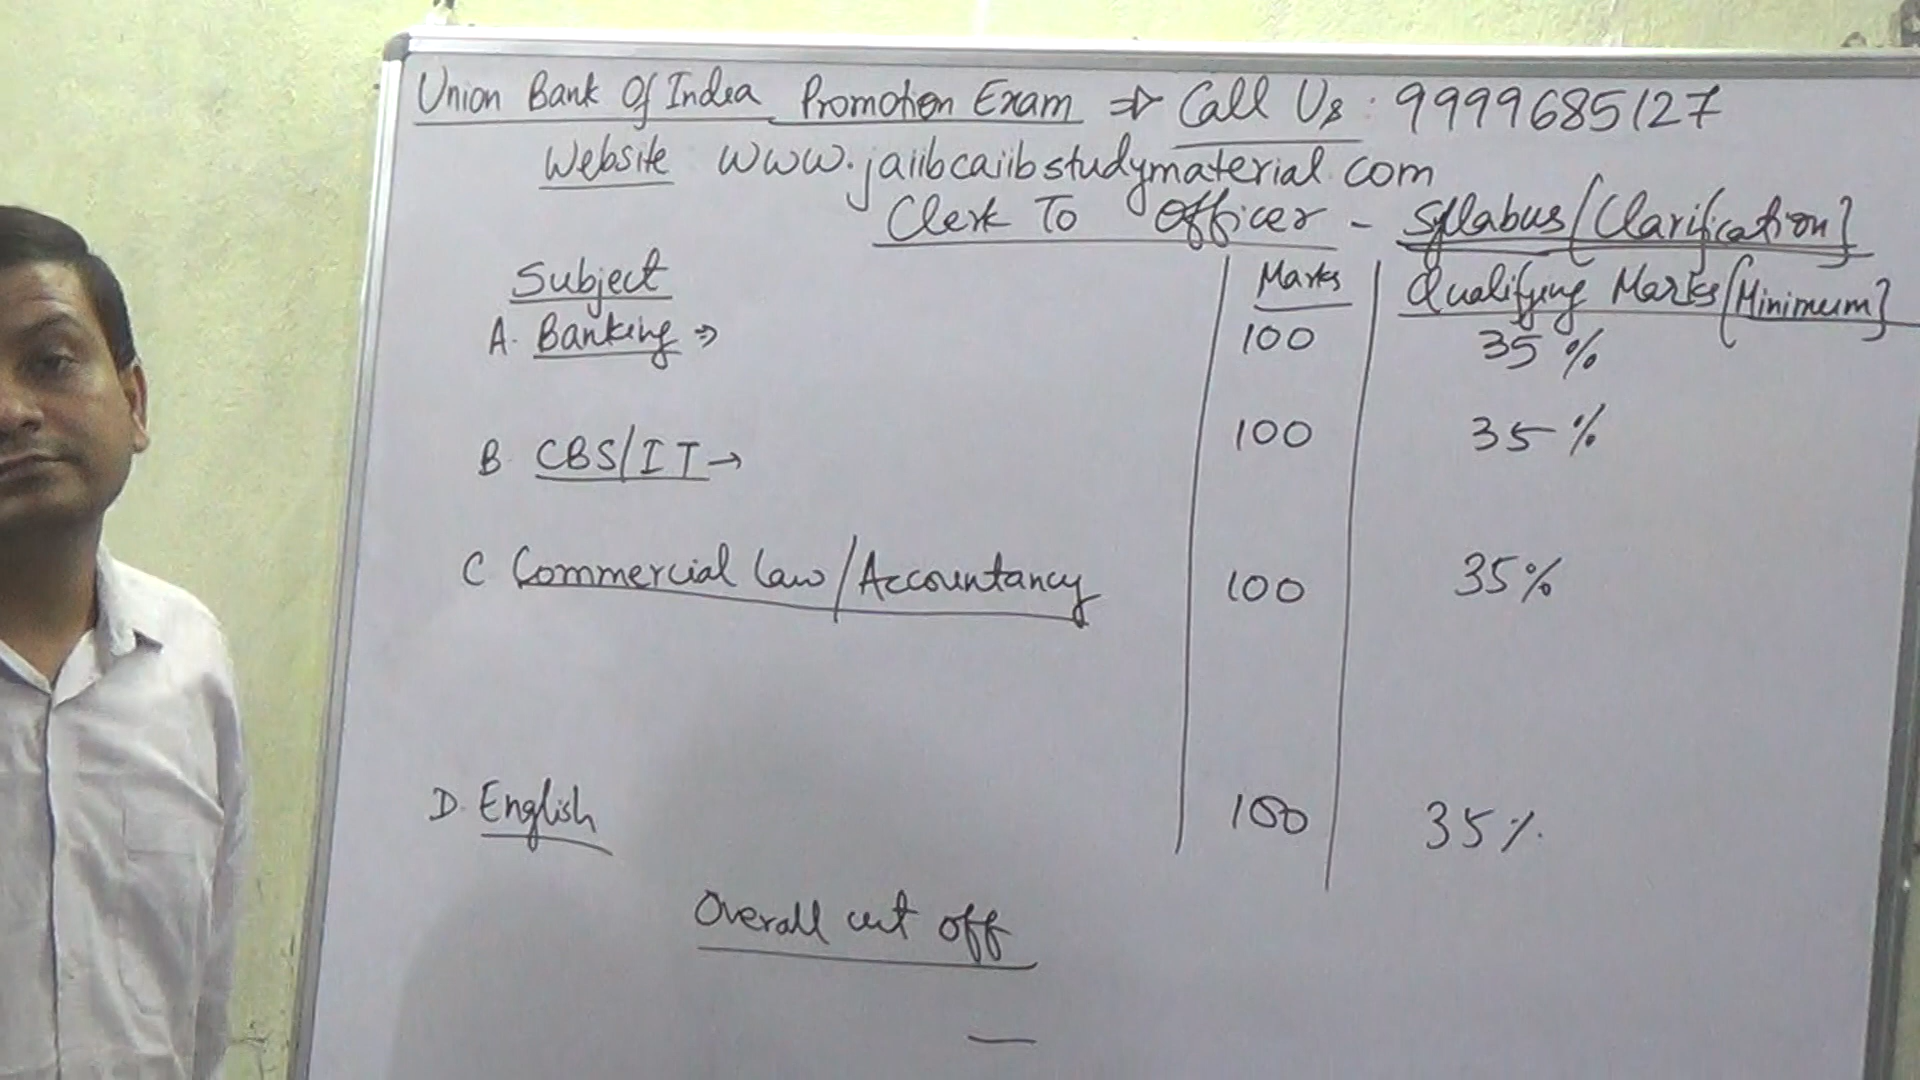 Union Bank Of India Promotion Exam ⇒ Call Us : 9999685127
Website www.jaiibcaiibstudymaterial.com
Clerk To Officer - Syllabus [Clarification]
Subject Marks Qualifying Marks [Minimum]
A. Banking ⇒ 100 35%
B. CBS/IT → 100 35%
C Commercial Law/Accountancy 100 35%
D. English 100 35%
Overall cut off
—